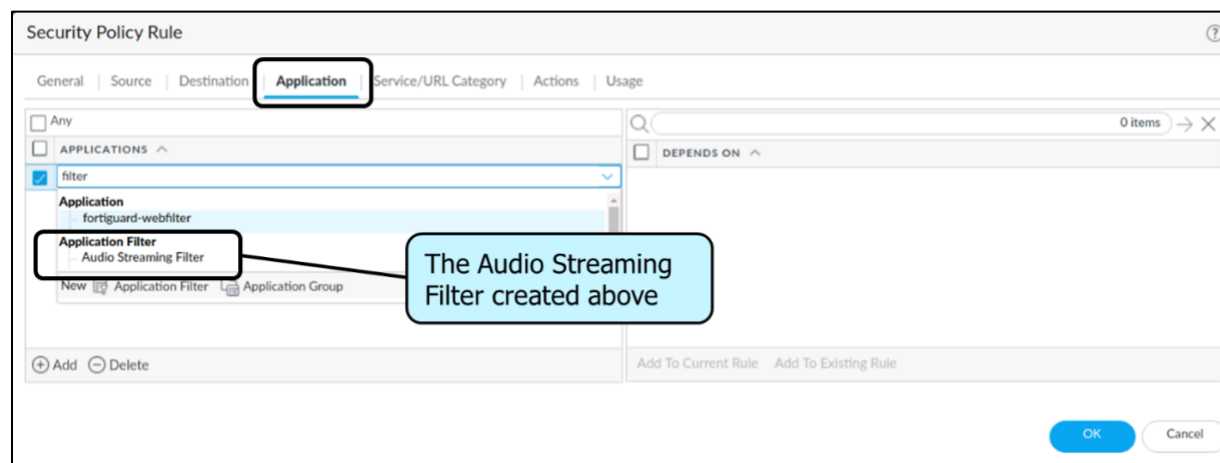 Security Policy Rule
General | Source | Destination | Application | Service/URL Category | Actions | Usage
Any
0 items
APPLICATIONS
DEPENDS ON
filter
Application
fortiguard-webfilter
Application Filter
Audio Streaming Filter
The Audio Streaming
Filter created above
New Application Filter Application Group
Add Delete
Add To Current Rule Add To Existing Rule
OK Cancel